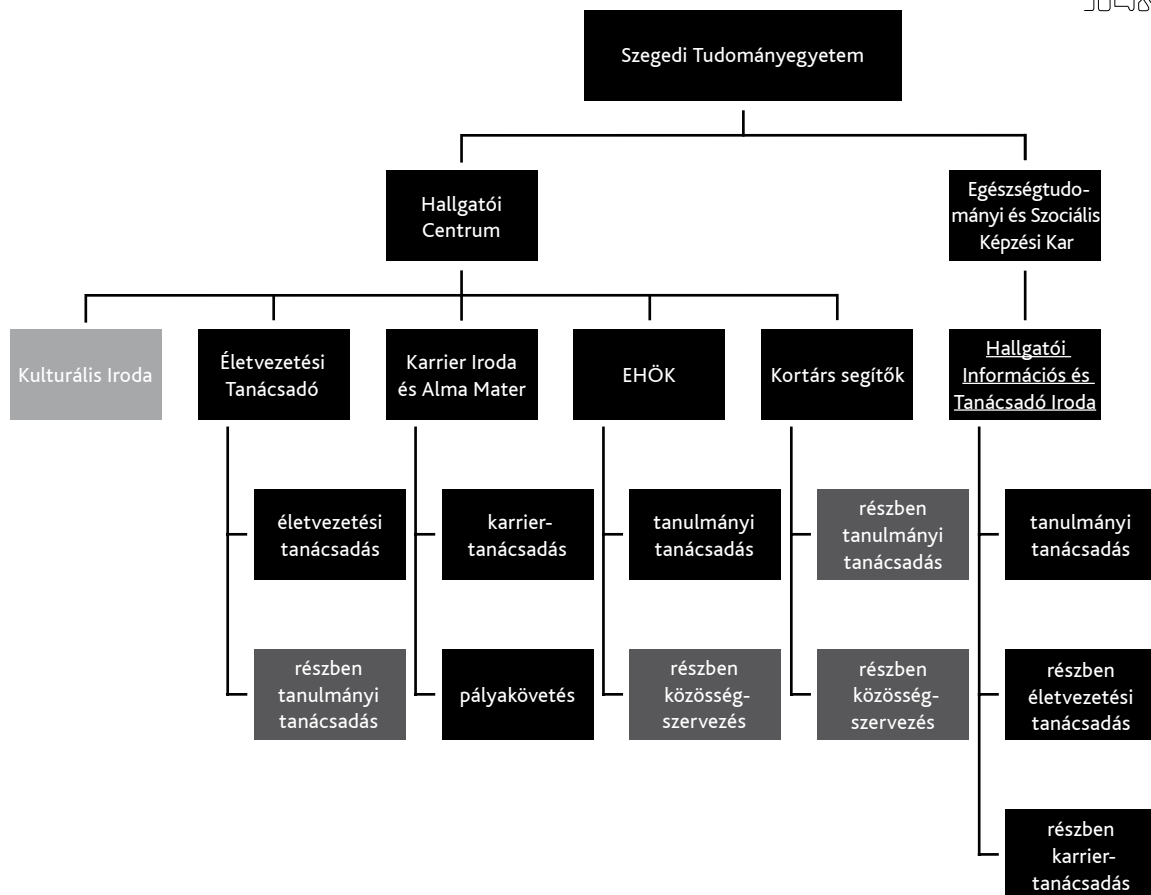 Szegedi Tudományegyetem
Hallgatói
Centrum
Egészségtudo-
mányi és Szociális
Képzési Kar
Kulturális Iroda
Életvezetési
Tanácsadó
Karrier Iroda
és Alma Mater
EHÖK
Kortárs segítők
Hallgatói
Információs és
Tanácsadó Iroda
életvezetési
tanácsadás
karrier-
tanácsadás
tanulmányi
tanácsadás
részben
tanulmányi
tanácsadás
tanulmányi
tanácsadás
részben
tanulmányi
tanácsadás
pályakövetés
részben
közösség-
szervezés
részben
közösség-
szervezés
részben
életvezetési
tanácsadás
részben
karrier-
tanácsadás